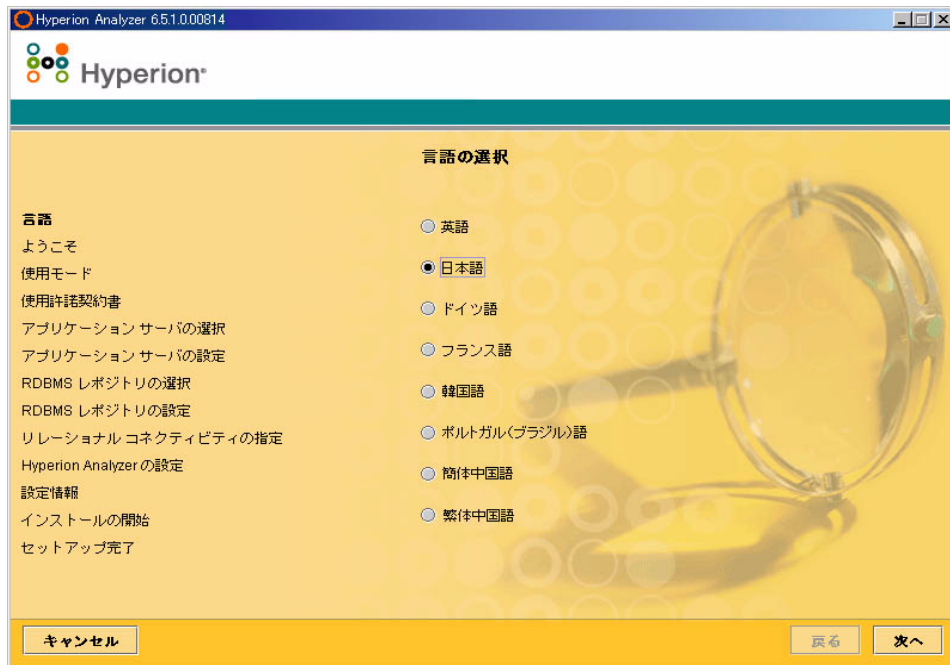 Hyperion Analyzer 6.5.1.0.00814
Hyperion
言語の選択
言語
ようこそ
使用モード
使用許諾契約書
アプリケーション サーバの選択
アプリケーション サーバの設定
RDBMS レポジトリの選択
RDBMS レポジトリの設定
リレーショナル コネクティビティの指定
Hyperion Analyzer の設定
設定情報
インストールの開始
セットアップ完了
英語
日本語
ドイツ語
フランス語
韓国語
ポルトガル(ブラジル)語
簡体中国語
繁体中国語
キャンセル
戻る
次へ